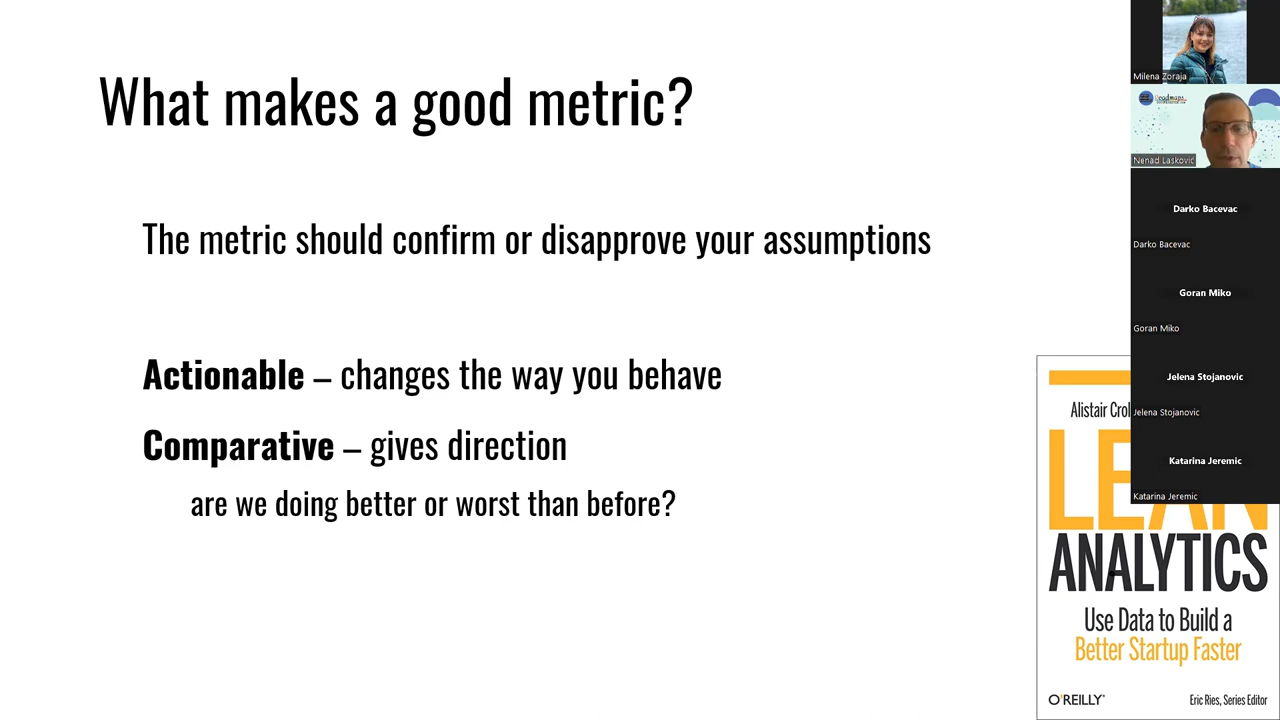 What makes a good metric?
The metric should confirm or disapprove your assumptions
Actionable – changes the way you behave
Comparative – gives direction
are we doing better or worst than before?
Alistair Crol
LEAN
ANALYTICS
Use Data to Build a
Better Startup Faster
O'REILLY®
Eric Ries, Series Editor
Milena Zoraja
Roadmaps
Nenad Lasković
Darko Bacevac
Darko Bacevac
Goran Miko
Goran Miko
Jelena Stojanovic
Jelena Stojanovic
Katarina Jeremic
Katarina Jeremic